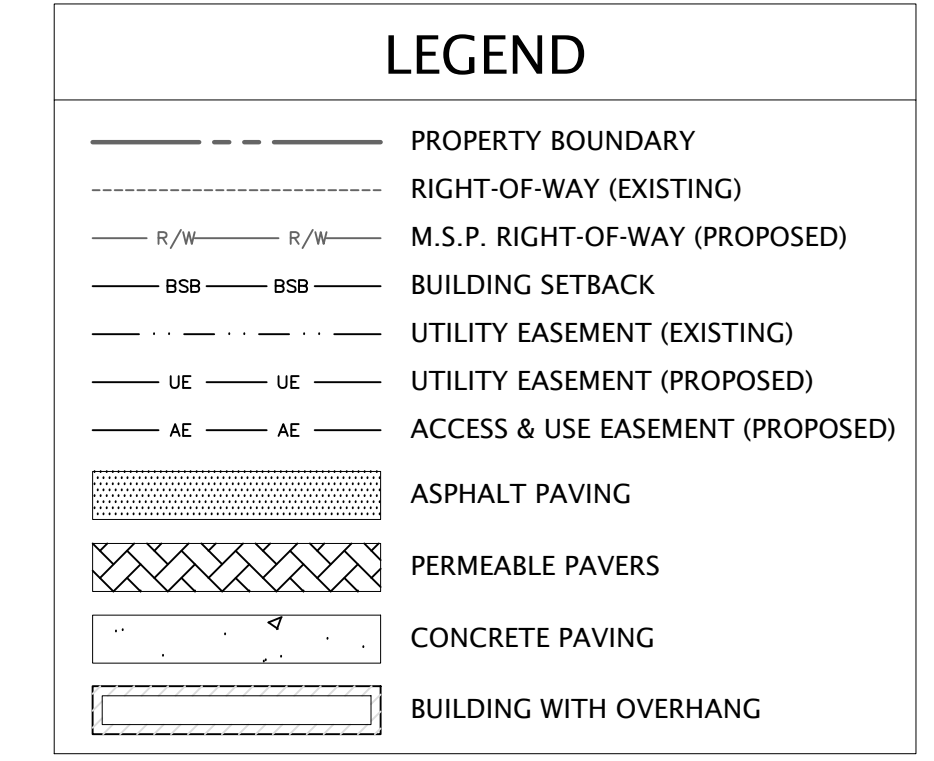 LEGEND
PROPERTY BOUNDARY
RIGHT-OF-WAY (EXISTING)
R/W R/W M.S.P. RIGHT-OF-WAY (PROPOSED)
BSB BSB BUILDING SETBACK
UTILITY EASEMENT (EXISTING)
UE UE UTILITY EASEMENT (PROPOSED)
AE AE ACCESS & USE EASEMENT (PROPOSED)
ASPHALT PAVING
PERMEABLE PAVERS
CONCRETE PAVING
BUILDING WITH OVERHANG